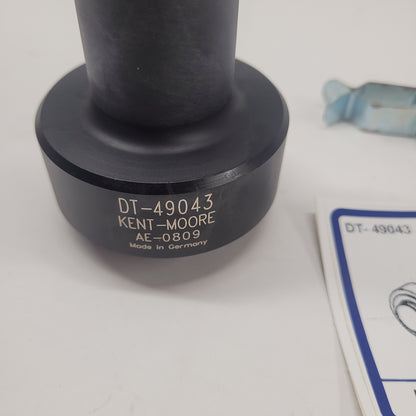 DT-49043
KENT-MOORE
AE-0809
Made in Germany
DT- 49043